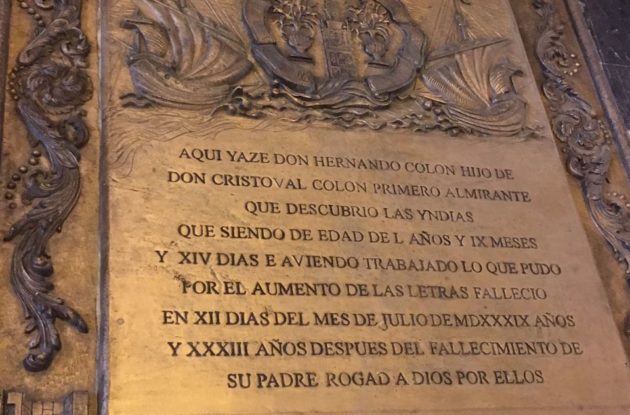 AQUI YAZE DON HERNANDO COLON HIJO DE
DON CRISTOVAL COLON PRIMERO ALMIRANTE
QUE DESCUBRIO LAS YNDIAS
QUE SIENDO DE EDAD DE L AÑOS Y IX MESES
Y XIV DIAS E AVIENDO TRABAJADO LO QUE PUDO
POR EL AUMENTO DE LAS LETRAS FALLECIO
EN XII DIAS DEL MES DE JULIO DE MDXXXIX AÑOS
Y XXXIII AÑOS DESPUES DEL FALLECIMIENTO DE
SU PADRE ROGAD A DIOS POR ELLOS